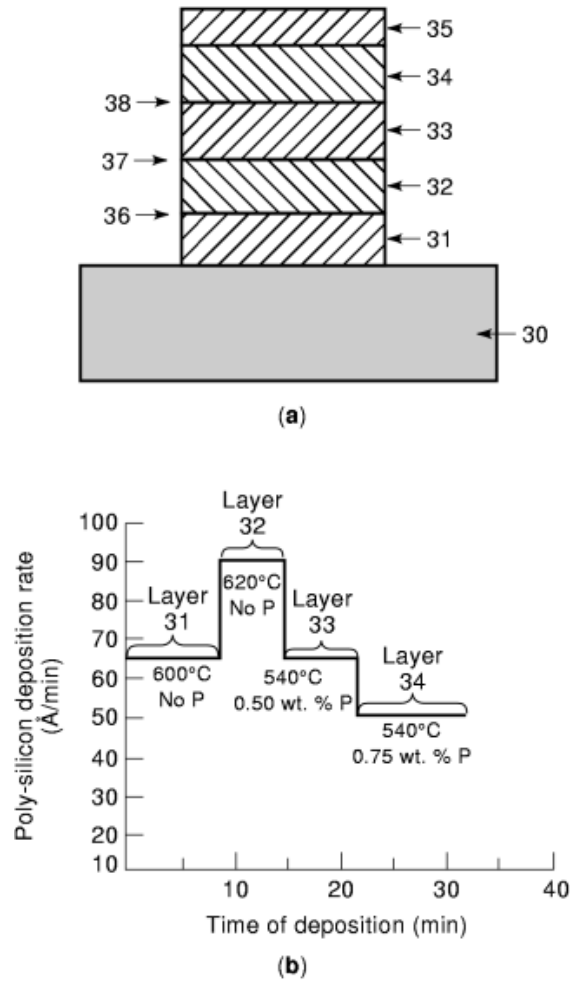 35
34
38
33
37
32
36
31
30
(a)
Layer
32
100
90
80
70
65
60
50
40
30
20
10
Poly-silicon deposition rate
(Å/min)
620°C
No P
Layer
31
Layer
33
600°C
No P
540°C
0.50 wt. % P
Layer
34
540°C
0.75 wt. % P
10
20
30
40
Time of deposition (min)
(b)